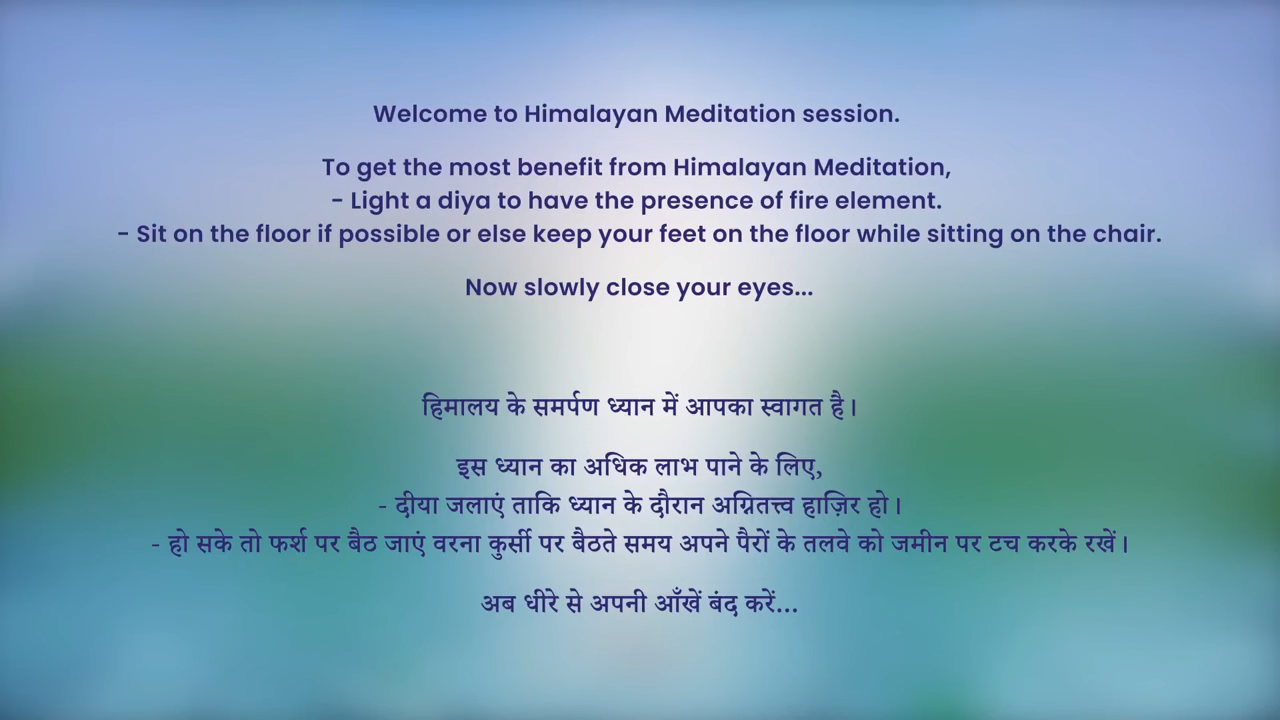 Welcome to Himalayan Meditation session.
To get the most benefit from Himalayan Meditation,
- Light a diya to have the presence of fire element.
- Sit on the floor if possible or else keep your feet on the floor while sitting on the chair.
Now slowly close your eyes...
हिमालय के समर्पण ध्यान में आपका स्वागत है।
इस ध्यान का अधिक लाभ पाने के लिए,
- दीया जलाएं ताकि ध्यान के दौरान अग्नितत्त्व हाज़िर हो।
- हो सके तो फर्श पर बैठ जाएं वरना कुर्सी पर बैठते समय अपने पैरों के तलवे को जमीन पर टच करके रखें।
अब धीरे से अपनी आँखें बंद करें...